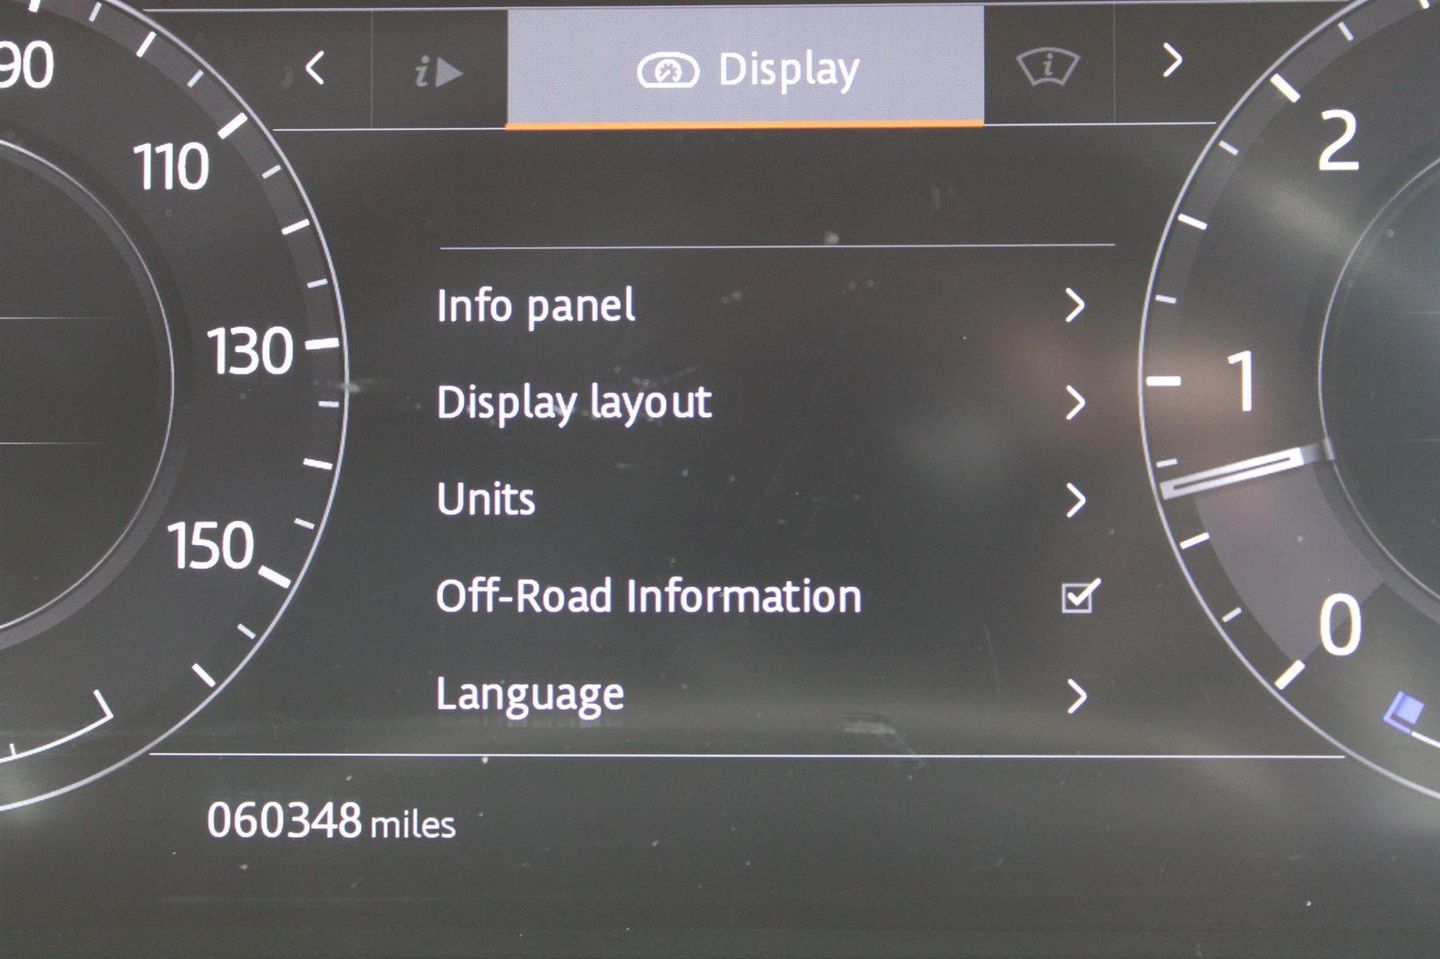 Display
Info panel
Display layout
Units
Off-Road Information
Language
060348 miles
90
110
130
150
2
1
0